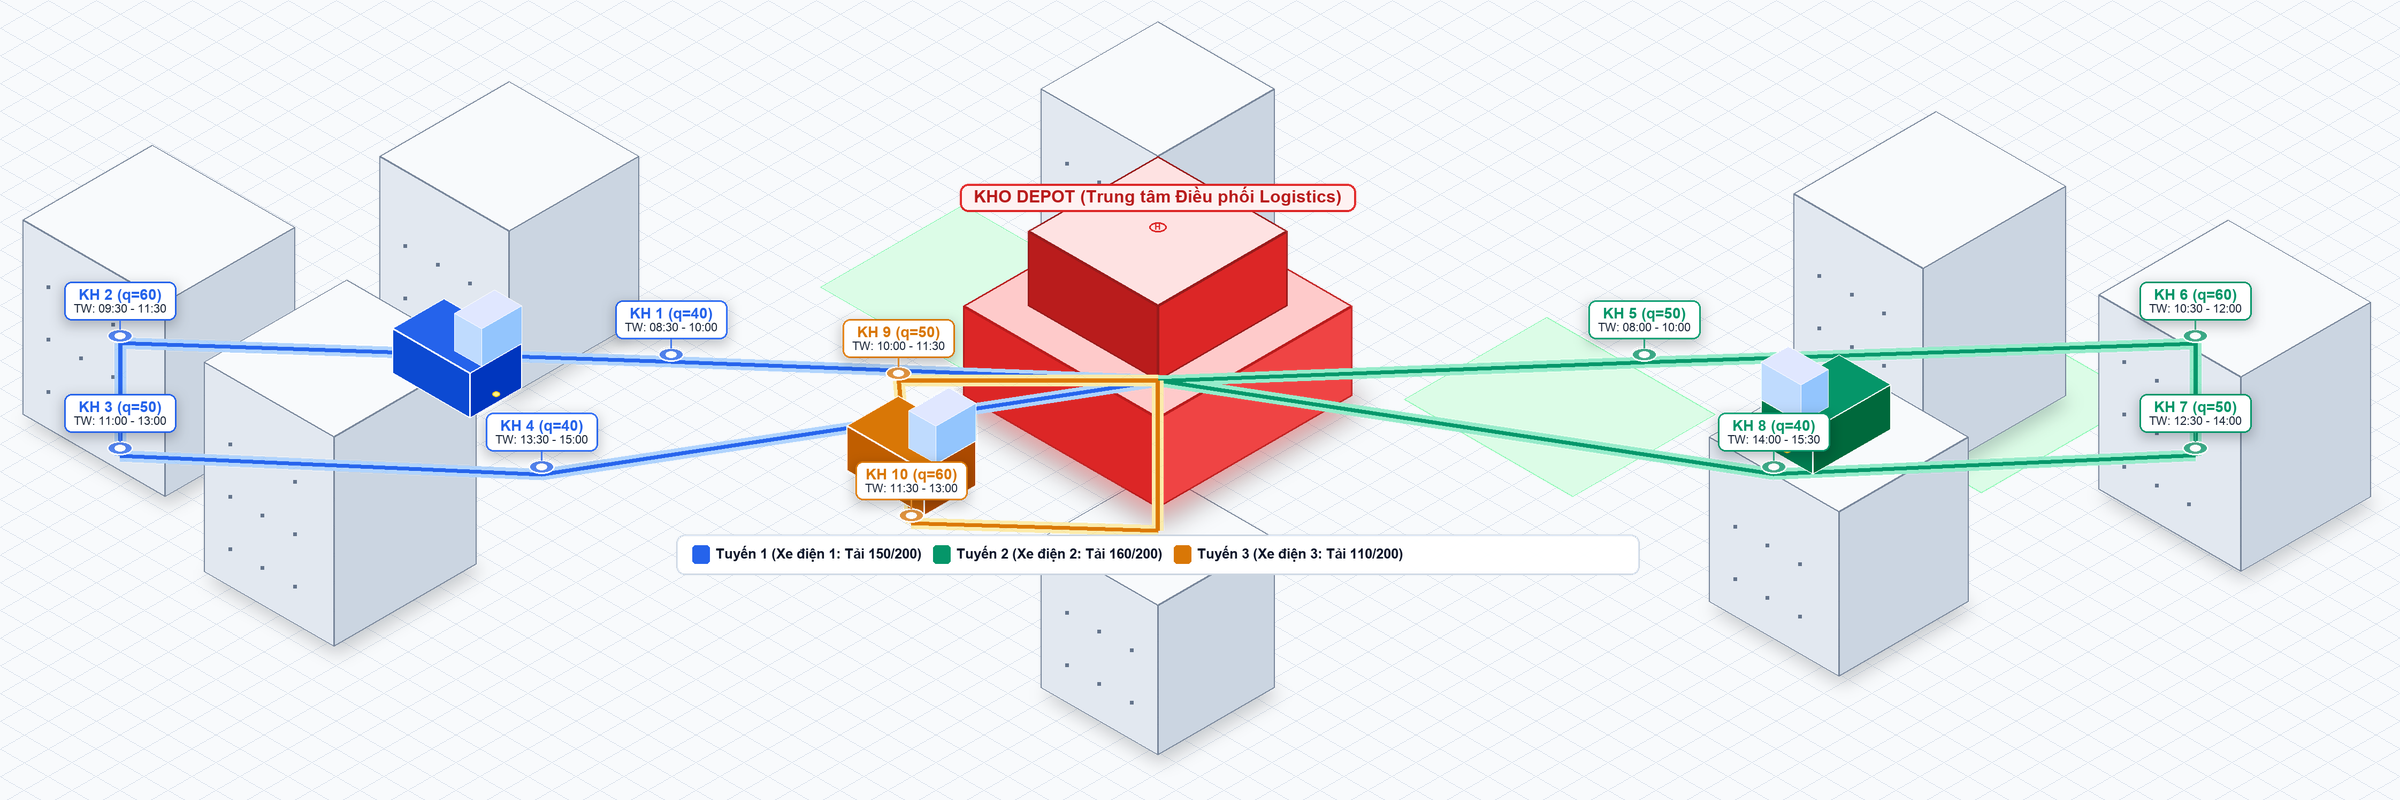 KHO DEPOT (Trung tâm Điều phối Logistics)
H
KH 2 (q=60)
TW: 09:30 - 11:30
KH 1 (q=40)
TW: 08:30 - 10:00
KH 9 (q=50)
TW: 10:00 - 11:30
KH 5 (q=50)
TW: 08:00 - 10:00
KH 6 (q=60)
TW: 10:30 - 12:00
KH 3 (q=50)
TW: 11:00 - 13:00
KH 4 (q=40)
TW: 13:30 - 15:00
KH 10 (q=60)
TW: 11:30 - 13:00
KH 8 (q=40)
TW: 14:00 - 15:30
KH 7 (q=50)
TW: 12:30 - 14:00
Tuyến 1 (Xe điện 1: Tải 150/200) Tuyến 2 (Xe điện 2: Tải 160/200) Tuyến 3 (Xe điện 3: Tải 110/200)